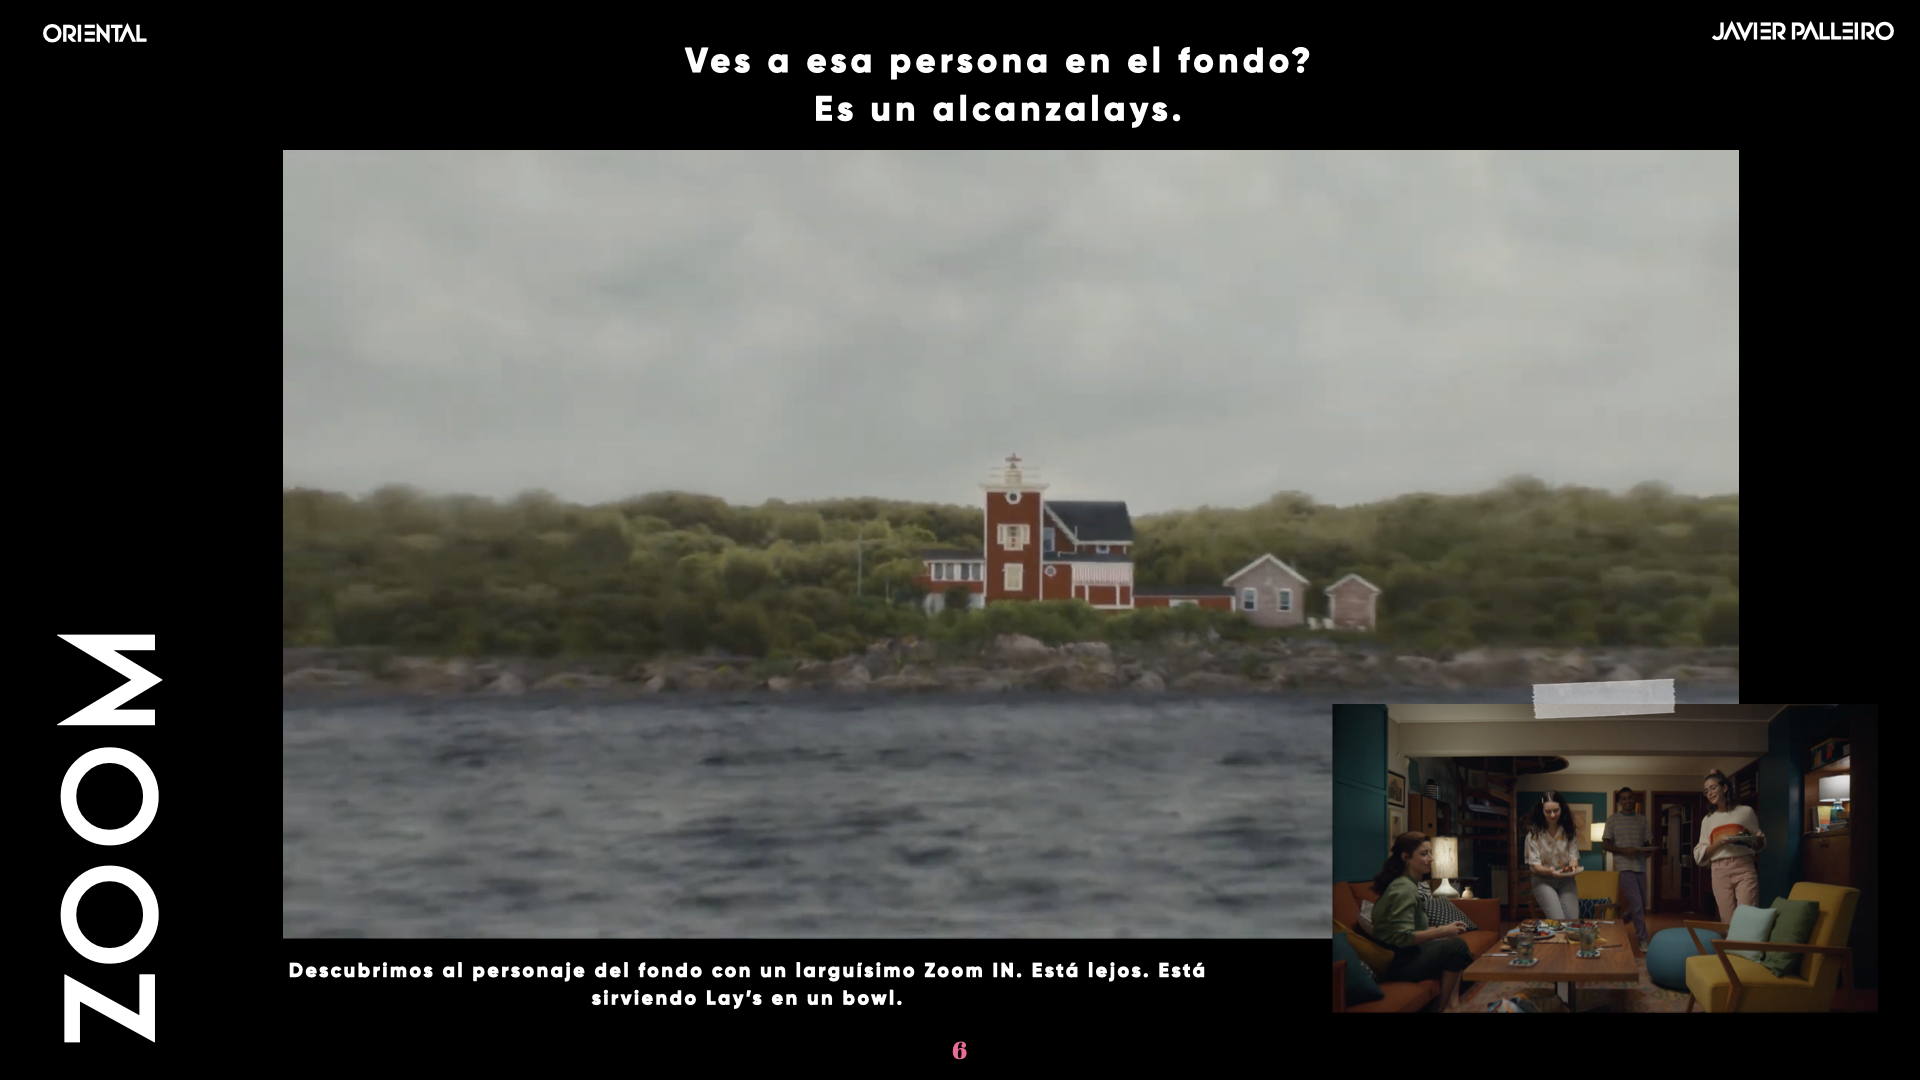 ORIENTAL
JAVIER PALLEIRO
Ves a esa persona en el fondo?
Es un alcanzalays.
ZOOM
Descubrimos al personaje del fondo con un larguísimo Zoom IN. Está lejos. Está
sirviendo Lay’s en un bowl.
6